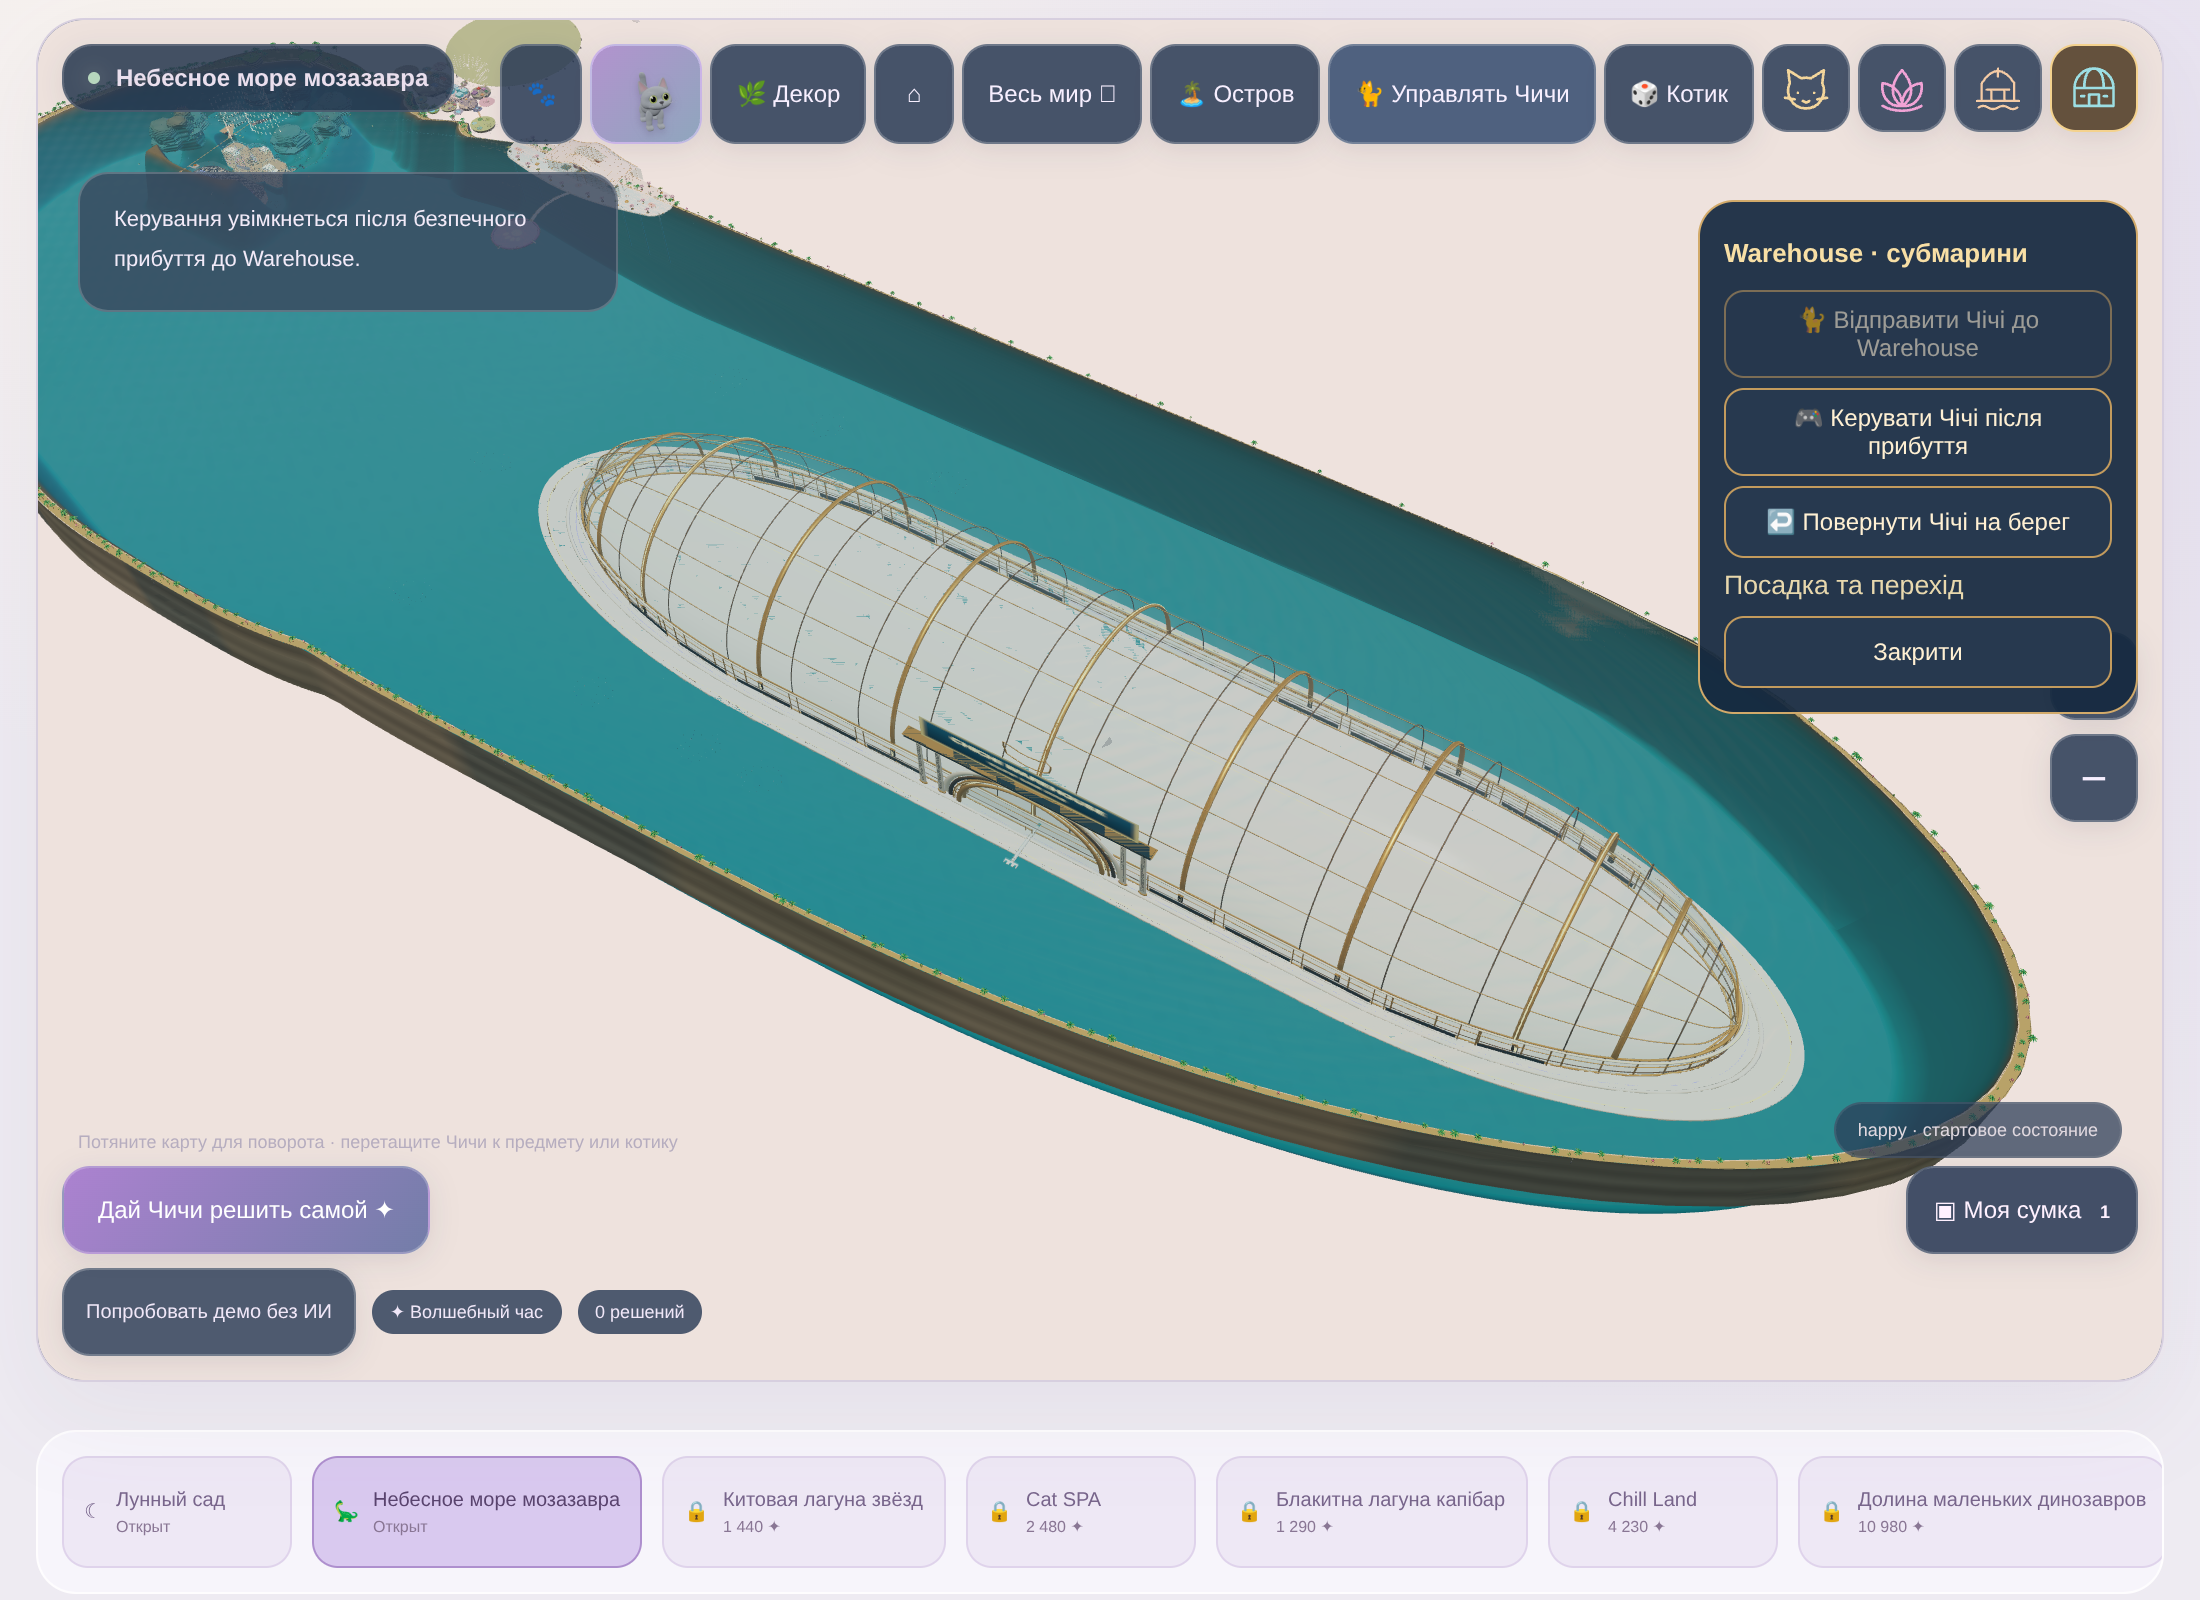 Небесное море мозазавра
🌿 Декор
⌂
Весь мир
🏝️ Остров
🐈 Управлять Чичи
🎲 Котик
Керування увімкнеться після безпечного
прибуття до Warehouse.
Warehouse · субмарини
🐈 Відправити Чічі до
Warehouse
🎮 Керувати Чічі після
прибуття
↩️ Повернути Чічі на берег
Посадка та перехід
Закрити
−
Потяните карту для поворота · перетащите Чичи к предмету или котику
happy · стартовое состояние
Дай Чичи решить самой ✦
▣ Моя сумка 1
Попробовать демо без ИИ
✦ Волшебный час
0 решений
☾ Лунный сад
Открыт
🦕 Небесное море мозазавра
Открыт
🔒 Китовая лагуна звёзд
1 440 ✦
🔒 Cat SPA
2 480 ✦
🔒 Блакитна лагуна капібар
1 290 ✦
🔒 Chill Land
4 230 ✦
🔒 Долина маленьких динозавров
10 980 ✦